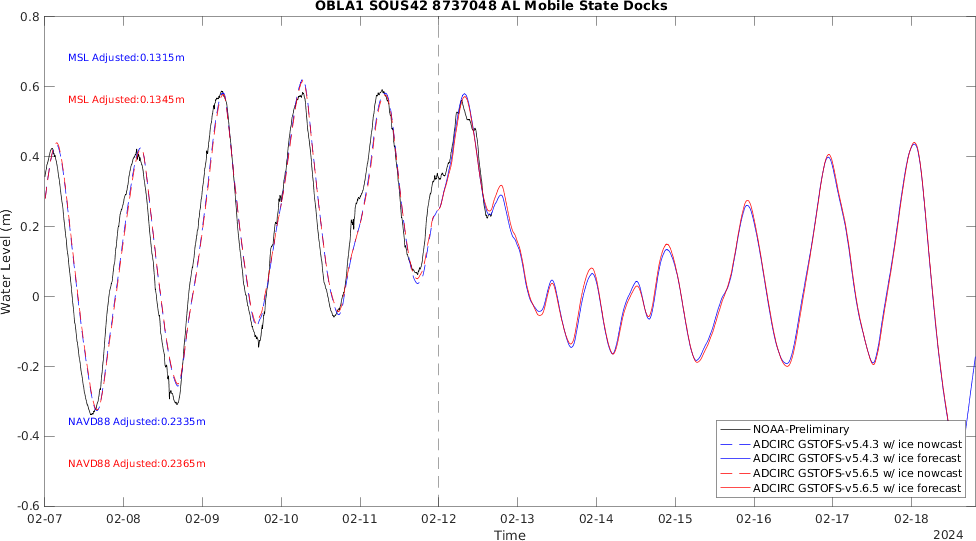 OBLA1 SOUS42 8737048 AL Mobile State Docks
0.8
0.6
0.4
0.2
0
-0.2
-0.4
-0.6
Water Level (m)
MSL Adjusted:0.1315m
MSL Adjusted:0.1345m
NAVD88 Adjusted:0.2335m
NAVD88 Adjusted:0.2365m
NOAA-Preliminary
ADCIRC GSTOFS-v5.4.3 w/ ice nowcast
ADCIRC GSTOFS-v5.4.3 w/ ice forecast
ADCIRC GSTOFS-v5.6.5 w/ ice nowcast
ADCIRC GSTOFS-v5.6.5 w/ ice forecast
02-07 02-08 02-09 02-10 02-11 02-12 02-13 02-14 02-15 02-16 02-17 02-18
Time
2024